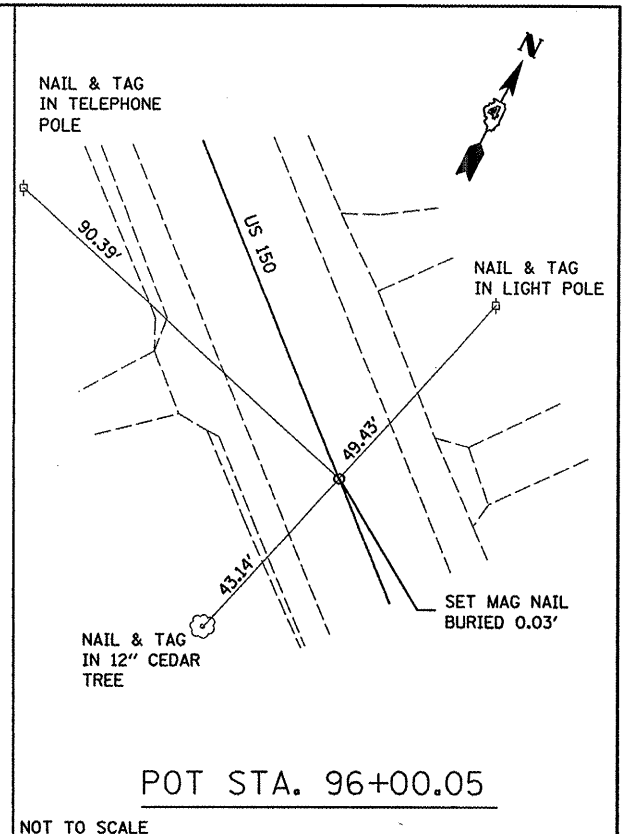 N
NAIL & TAG
IN TELEPHONE
POLE
4
90.39'
US 150
NAIL & TAG
IN LIGHT POLE
49.43'
43.14'
SET MAG NAIL
BURIED 0.03'
NAIL & TAG
IN 12" CEDAR
TREE
POT STA. 96+00.05
NOT TO SCALE